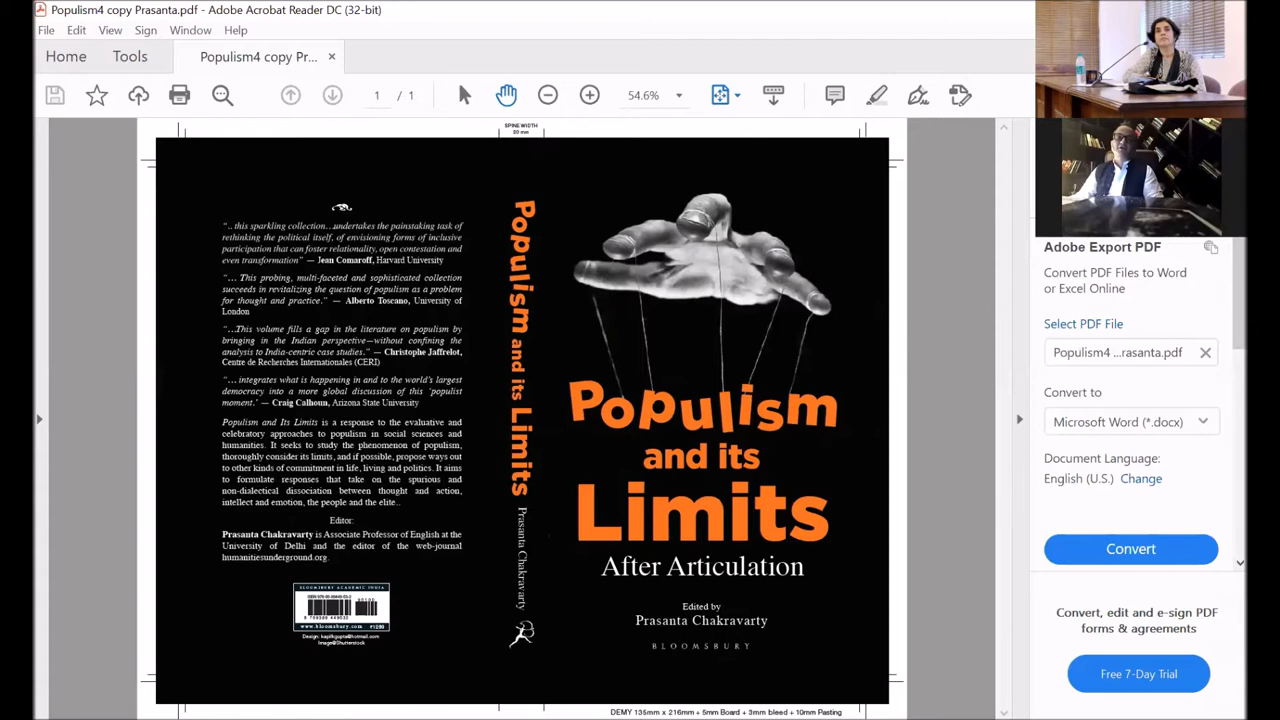 Populism4 copy Prasanta.pdf - Adobe Acrobat Reader DC (32-bit)
File Edit View Sign Window Help
Home Tools Populism4 copy Pr... ×
1 / 1 54.6%
SPINE WIDTH
20 mm
“.. this sparkling collection...undertakes the painstaking task of
rethinking the political itself, of envisioning forms of inclusive
participation that can foster relationality, open contestation and
even transformation” — Jean Comaroff, Harvard University
“… This probing, multi-faceted and sophisticated collection
succeeds in revitalizing the question of populism as a problem
for thought and practice.” — Alberto Toscano, University of
London
“…This volume fills a gap in the literature on populism by
bringing in the Indian perspective—without confining the
analysis to India-centric case studies.” — Christophe Jaffrelot,
Centre de Recherches Internationales (CERI)
“… integrates what is happening in and to the world’s largest
democracy into a more global discussion of this ‘populist
moment.’ — Craig Calhoun, Arizona State University
Populism and Its Limits is a response to the evaluative and
celebratory approaches to populism in social sciences and
humanities. It seeks to study the phenomenon of populism,
thoroughly consider its limits, and if possible, propose ways out
to other kinds of commitment in life, living and politics. It aims
to formulate responses that take on the spurious and
non-dialectical dissociation between thought and action,
intellect and emotion, the people and the elite..
Editor:
Prasanta Chakravarty is Associate Professor of English at the
University of Delhi and the editor of the web-journal
humanitiesunderground.org.
BLOOMSBURY ACADEMIC INDIA
www.bloomsbury.com
Design: kapilkgupta@hotmail.com
Image@Shutterstock
Populism and its Limits Prasanta Chakravarty
Populism
and its
Limits
After Articulation
Edited by
Prasanta Chakravarty
BLOOMSBURY
DEMY 135mm x 216mm + 5mm Board + 3mm bleed + 10mm Pasting
Adobe Export PDF
Convert PDF Files to Word
or Excel Online
Select PDF File
Populism4 ...rasanta.pdf
Convert to
Microsoft Word (*.docx)
Document Language:
English (U.S.) Change
Convert
Convert, edit and e-sign PDF
forms & agreements
Free 7-Day Trial